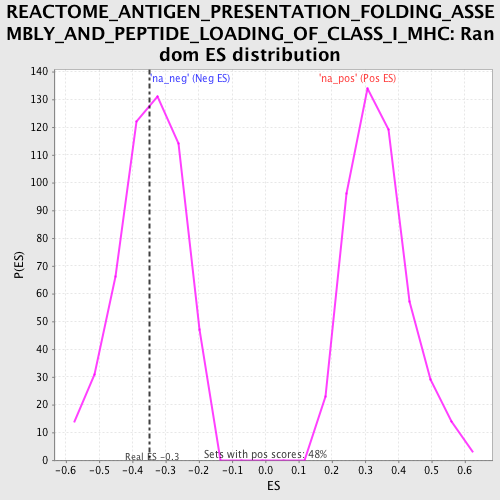 REACTOME_ANTIGEN_PRESENTATION_FOLDING_ASSE
MBLY_AND_PEPTIDE_LOADING_OF_CLASS_I_MHC: Ran
dom ES distribution
'na_neg' (Neg ES)
'na_pos' (Pos ES)
140
130
120
110
100
90
80
70
60
50
40
30
20
10
0
P(ES)
Real ES -0.3
Sets with pos scores: 48%
-0.6 -0.5 -0.4 -0.3 -0.2 -0.1 0.0 0.1 0.2 0.3 0.4 0.5 0.6
ES